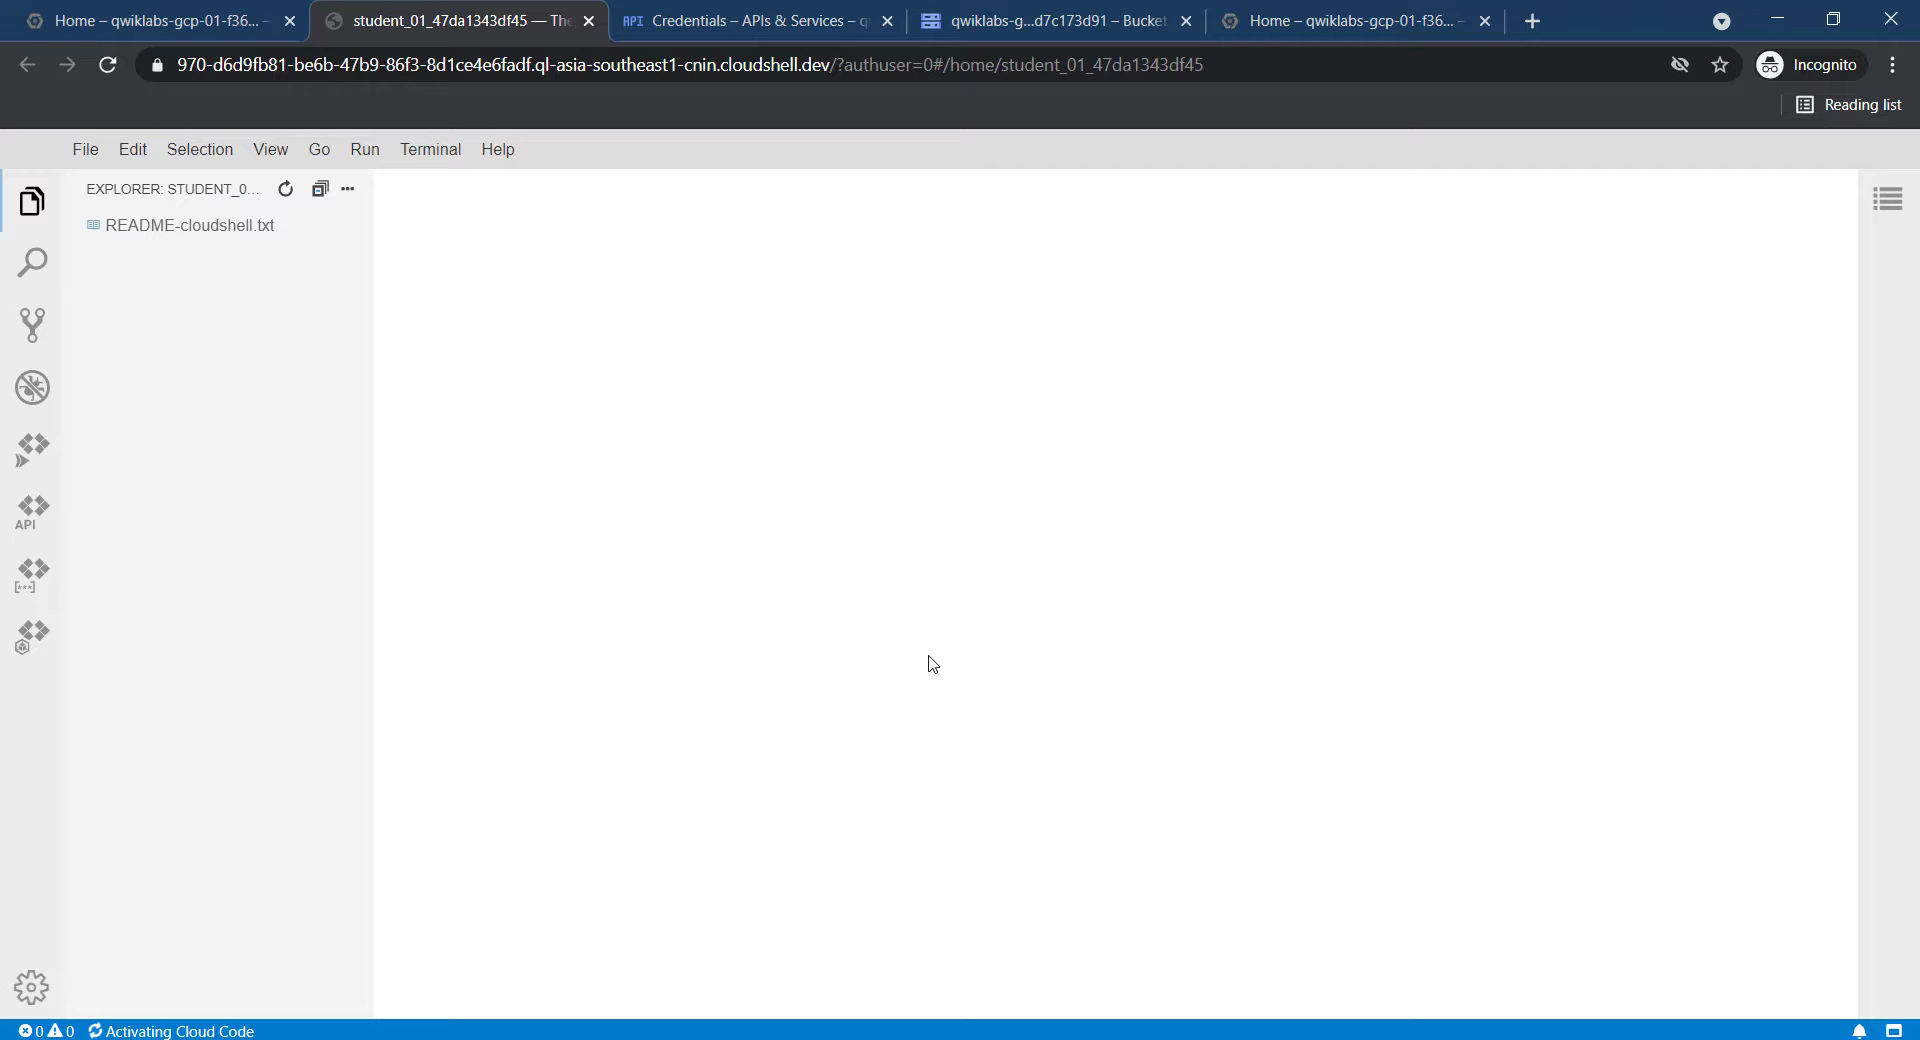 Home – qwiklabs-gcp-01-f36... –
student_01_47da1343df45 — The
API Credentials – APIs & Services – q
qwiklabs-g...d7c173d91 – Bucket
Home – qwiklabs-gcp-01-f36... –
970-d6d9fb81-be6b-47b9-86f3-8d1ce4e6fadf.ql-asia-southeast1-cnin.cloudshell.dev/?authuser=0#/home/student_01_47da1343df45
Incognito
Reading list
File Edit Selection View Go Run Terminal Help
EXPLORER: STUDENT_0...
README-cloudshell.txt
API
0 0 Activating Cloud Code